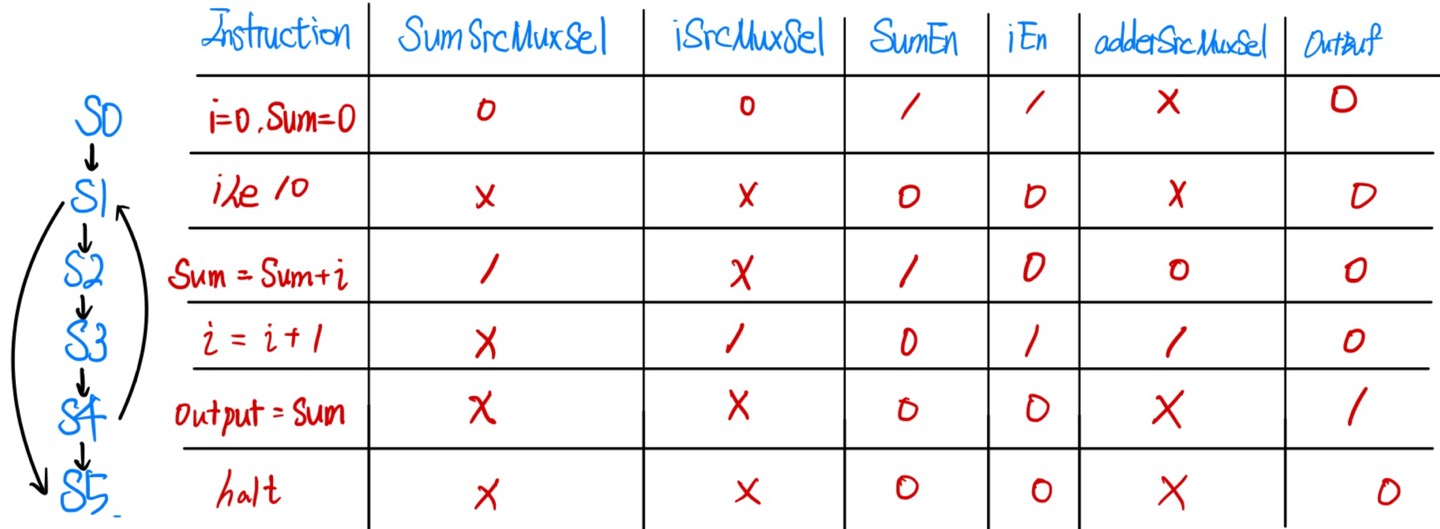 Instruction SumSrcMuxSel iSrcMuxSel SumEn iEn adderSrcMuxSel OutBuf
S0 i=0, Sum=0 0 0 1 1 X 0
S1 ile 10 X X 0 0 X 0
S2 Sum = Sum+i 1 X 1 0 0 0
S3 i = i+1 X 1 0 1 1 0
S4 Output = Sum X X 0 0 X 1
S5 halt X X 0 0 X 0